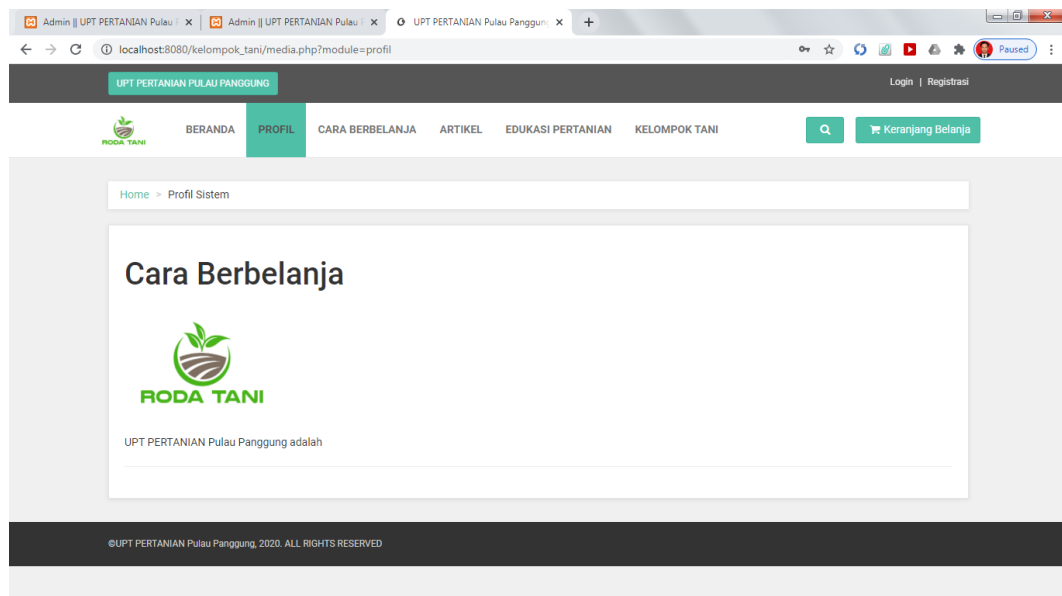 Admin || UPT PERTANIAN Pulau
Admin || UPT PERTANIAN Pulau
UPT PERTANIAN Pulau Panggung
localhost:8080/kelompok_tani/media.php?module=profil
Paused
UPT PERTANIAN PULAU PANGGUNG
Login | Registrasi
RODA TANI
BERANDA
PROFIL
CARA BERBELANJA
ARTIKEL
EDUKASI PERTANIAN
KELOMPOK TANI
Keranjang Belanja
Home > Profil Sistem
Cara Berbelanja
RODA TANI
UPT PERTANIAN Pulau Panggung adalah
©UPT PERTANIAN Pulau Panggung, 2020. ALL RIGHTS RESERVED